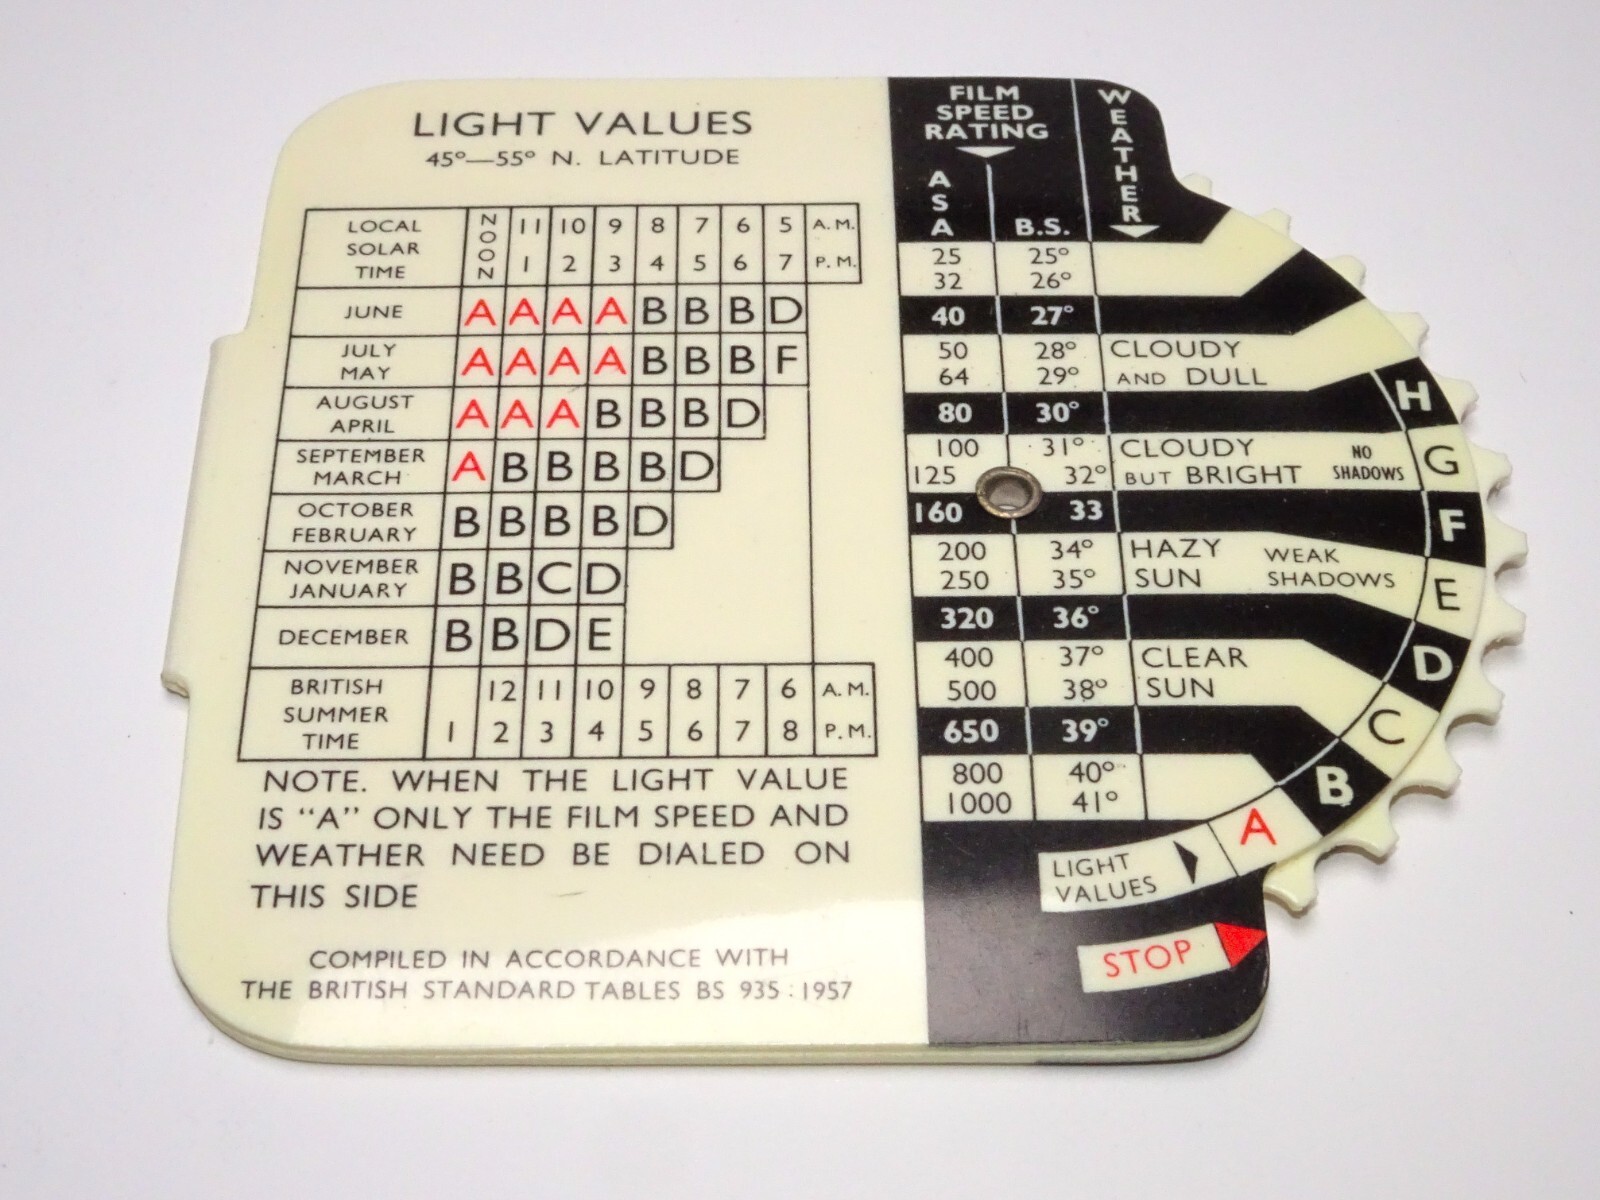 LIGHT VALUES
45°—55° N. LATITUDE
LOCAL SOLAR TIME NOON 11 10 9 8 7 6 5 A.M.
1 2 3 4 5 6 7 P.M.
JUNE A A A A B B B D
JULY MAY A A A A B B B F
AUGUST APRIL A A A B B B D
SEPTEMBER MARCH A B B B B D
OCTOBER FEBRUARY B B B B D
NOVEMBER JANUARY B B C D
DECEMBER B B D E
BRITISH SUMMER TIME 12 11 10 9 8 7 6 A.M.
1 2 3 4 5 6 7 8 P.M.
NOTE. WHEN THE LIGHT VALUE
IS “A” ONLY THE FILM SPEED AND
WEATHER NEED BE DIALED ON
THIS SIDE
COMPILED IN ACCORDANCE WITH
THE BRITISH STANDARD TABLES BS 935:1957
FILM
SPEED
RATING
WEATHER
ASA B.S.
25 25°
32 26°
40 27°
50 28° CLOUDY
64 29° AND DULL
80 30°
100 31° CLOUDY NO
125 32° BUT BRIGHT SHADOWS
160 33
200 34° HAZY WEAK
250 35° SUN SHADOWS
320 36°
400 37° CLEAR
500 38° SUN
650 39°
800 40°
1000 41°
H
G
F
E
D
C
B
A
LIGHT
VALUES
STOP